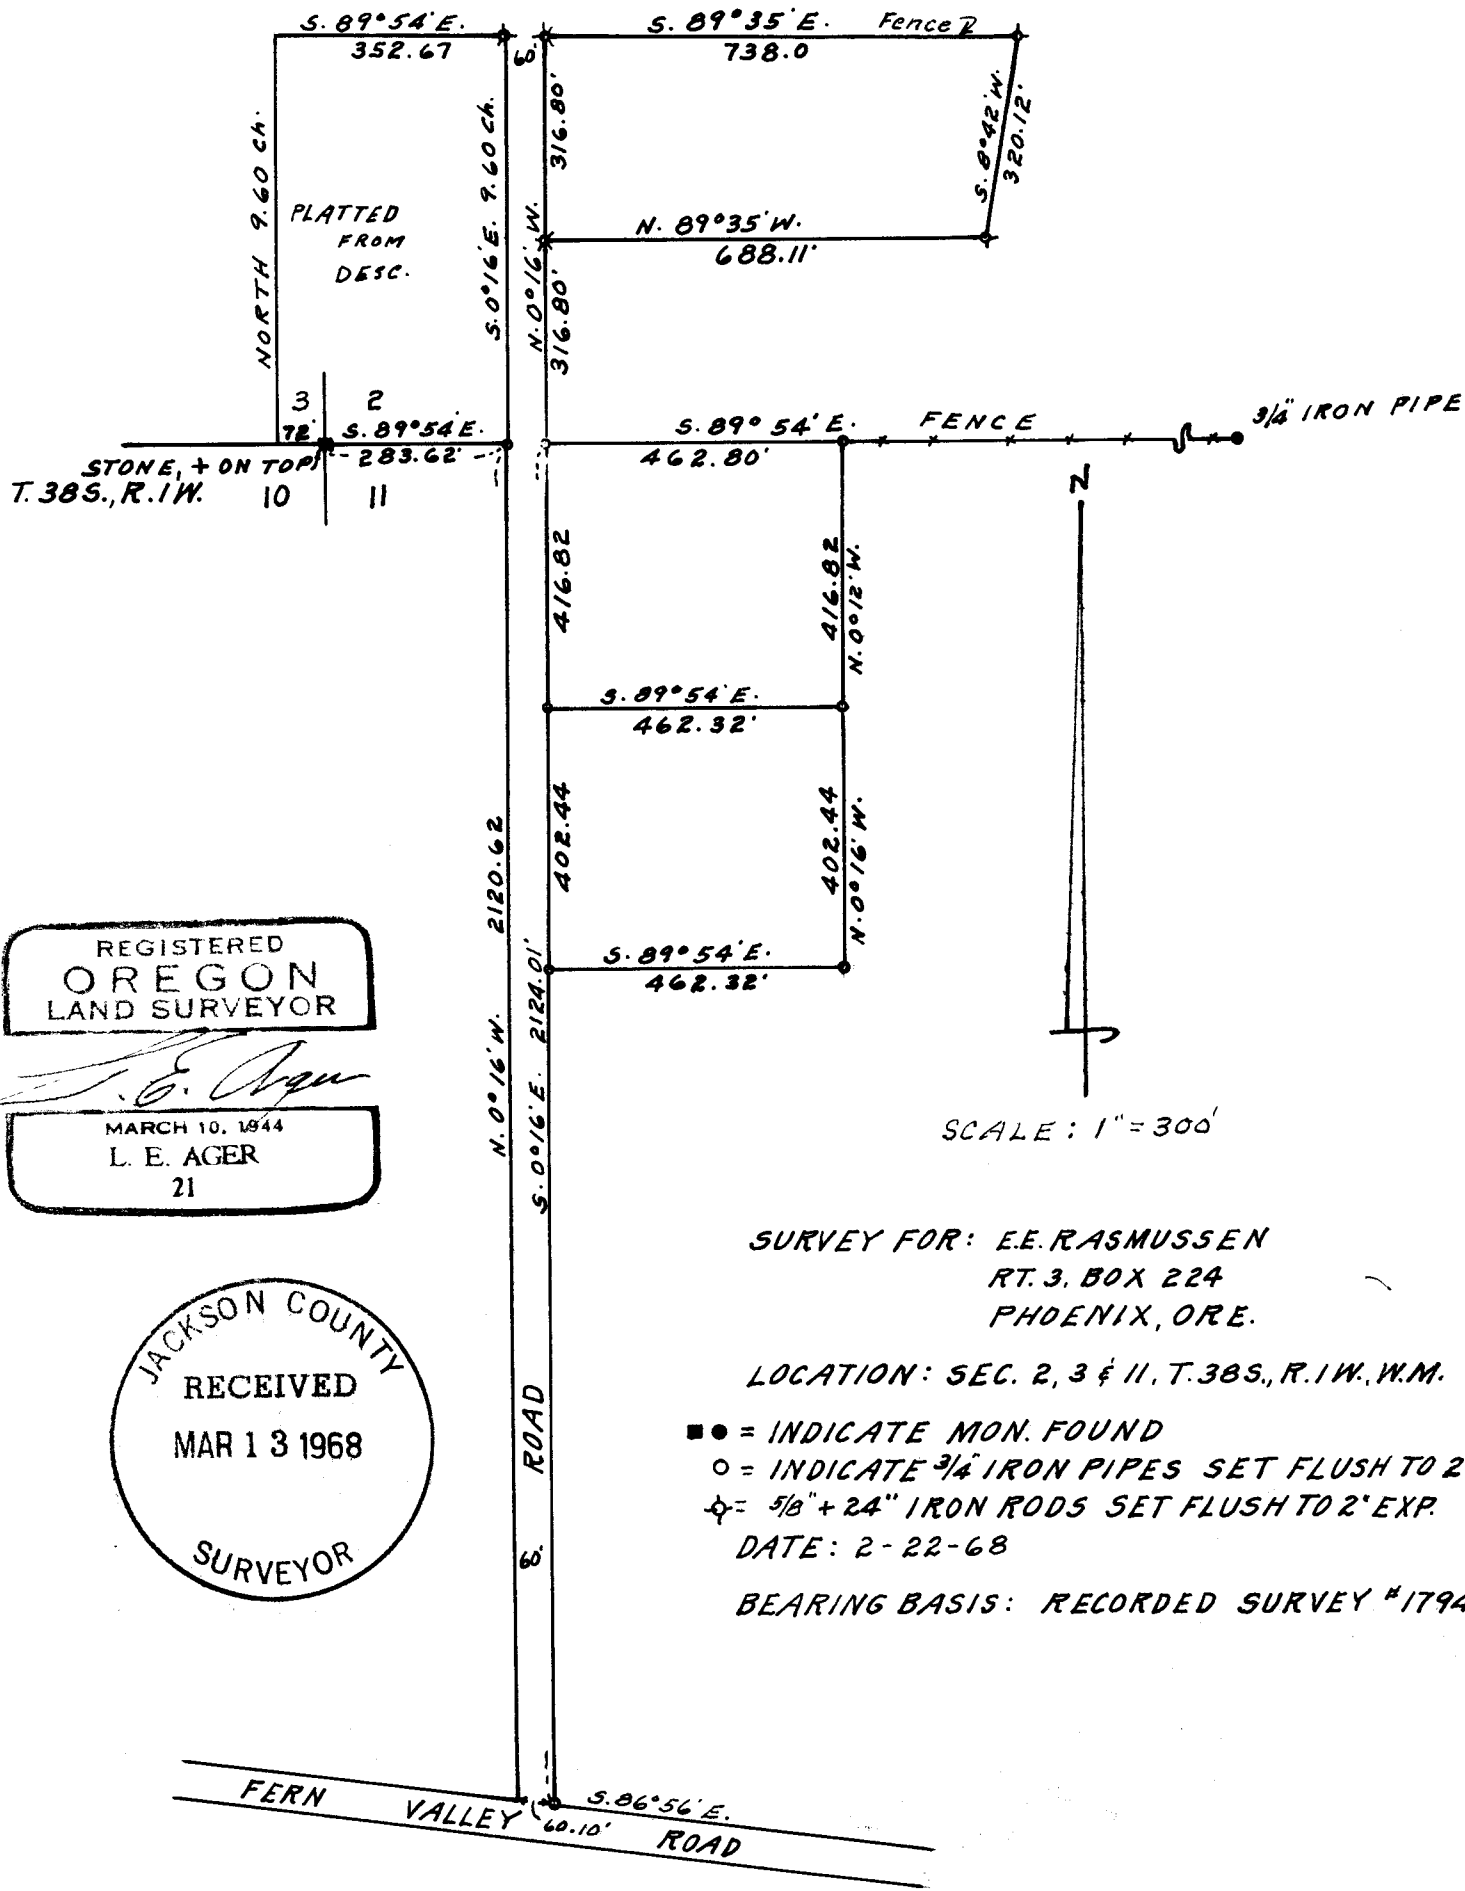 S. 89°54' E.
352.67
60'
S. 89°35' E. Fence
738.0
NORTH 9.60 Ch.
PLATTED
FROM
DESC.
S. 0°16' E. 9.60 Ch.
N. 0°16' W.
316.80'
316.80'
S. 8°42' W.
320.12'
N. 89°35' W.
688.11'
3 2
72' S. 89°54' E.
283.62'
STONE, + ON TOP
T. 38 S., R. 1 W. 10 11
S. 89°54' E.
462.80'
FENCE
3/4" IRON PIPE
N
416.82
416.82
N. 0°12' W.
S. 89°54' E.
462.32'
402.44
402.44
N. 0°16' W.
S. 89°54' E.
462.32'
N. 0°16' W. 2120.62
S. 0°16' E. 2124.01'
REGISTERED
OREGON
LAND SURVEYOR
L. E. Ager
MARCH 10, 1944
L. E. AGER
21
SCALE: 1" = 300'
SURVEY FOR: E.E. RASMUSSEN
RT. 3, BOX 224
PHOENIX, ORE.
LOCATION: SEC. 2, 3 & 11, T. 38 S., R. 1 W., W.M.
■ ● = INDICATE MON. FOUND
○ = INDICATE 3/4" IRON PIPES SET FLUSH TO 2
= 5/8" + 24" IRON RODS SET FLUSH TO 2" EXP.
DATE: 2-22-68
BEARING BASIS: RECORDED SURVEY #1794
JACKSON COUNTY
RECEIVED
MAR 13 1968
SURVEYOR
ROAD
60'
FERN VALLEY ROAD
S. 86°56' E.
60.10'